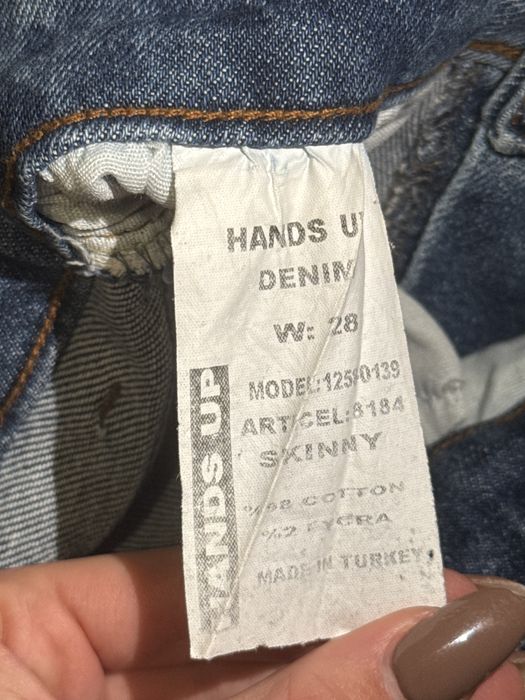 HANDS UP
DENIM
W: 28
MODEL:12590139
ARTICEL:8184
SKINNY
%98 COTTON
%2 LYCRA
MADE IN TURKEY
HANDS UP